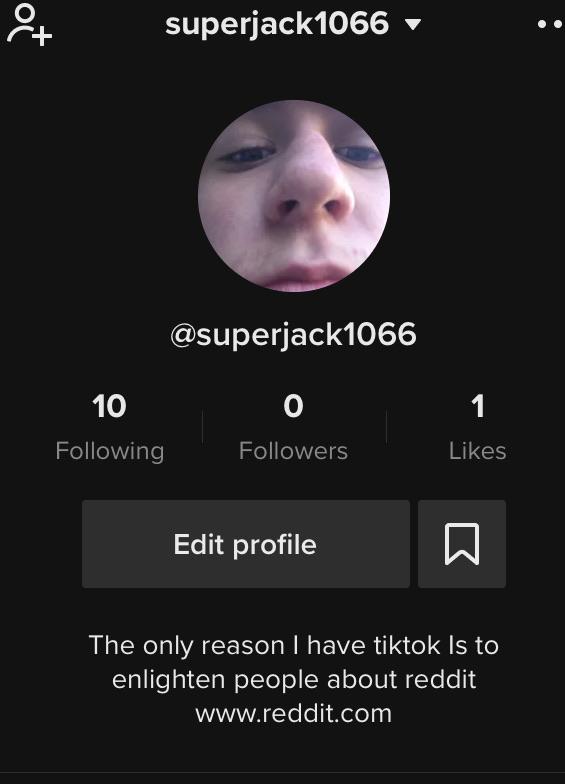 superjack1066
@superjack1066
10 0 1
Following Followers Likes
Edit profile
The only reason I have tiktok Is to
enlighten people about reddit
www.reddit.com